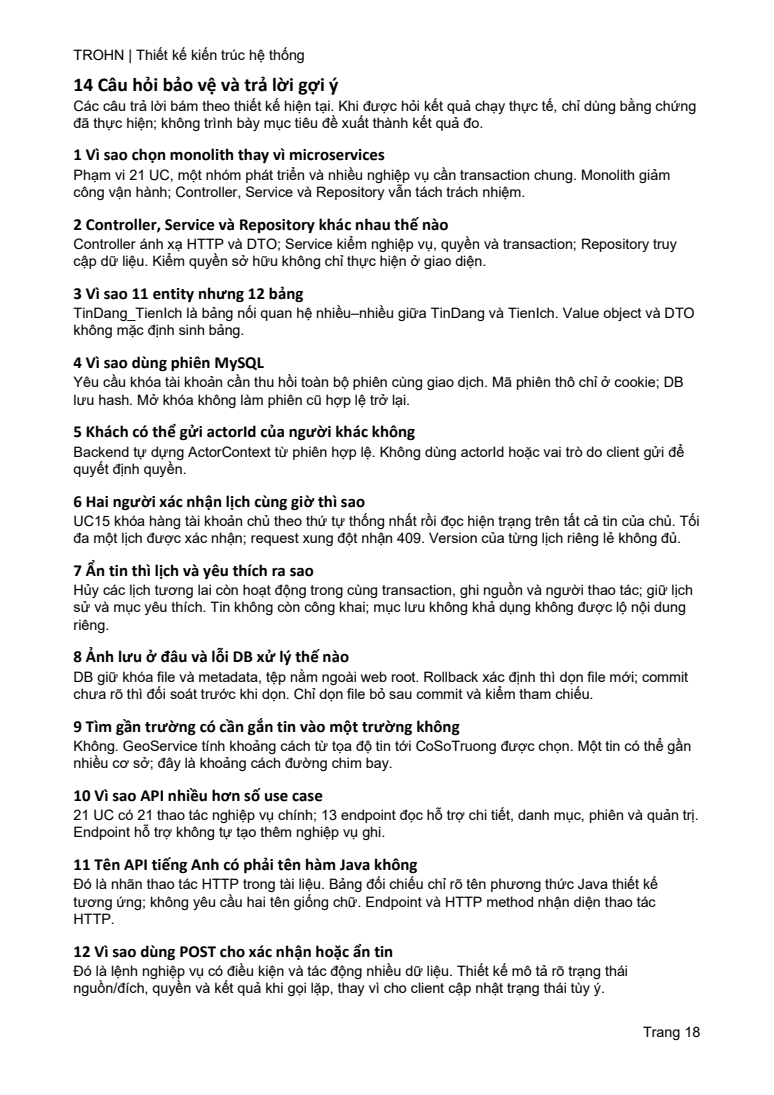 TROHN | Thiết kế kiến trúc hệ thống
14 Câu hỏi bảo vệ và trả lời gợi ý
Các câu trả lời bám theo thiết kế hiện tại. Khi được hỏi kết quả chạy thực tế, chỉ dùng bằng chứng
đã thực hiện; không trình bày mục tiêu đề xuất thành kết quả đo.
1 Vì sao chọn monolith thay vì microservices
Phạm vi 21 UC, một nhóm phát triển và nhiều nghiệp vụ cần transaction chung. Monolith giảm
công vận hành; Controller, Service và Repository vẫn tách trách nhiệm.
2 Controller, Service và Repository khác nhau thế nào
Controller ánh xạ HTTP và DTO; Service kiểm nghiệp vụ, quyền và transaction; Repository truy
cập dữ liệu. Kiểm quyền sở hữu không chỉ thực hiện ở giao diện.
3 Vì sao 11 entity nhưng 12 bảng
TinDang_TienIch là bảng nối quan hệ nhiều–nhiều giữa TinDang và TienIch. Value object và DTO
không mặc định sinh bảng.
4 Vì sao dùng phiên MySQL
Yêu cầu khóa tài khoản cần thu hồi toàn bộ phiên cùng giao dịch. Mã phiên thô chỉ ở cookie; DB
lưu hash. Mở khóa không làm phiên cũ hợp lệ trở lại.
5 Khách có thể gửi actorId của người khác không
Backend tự dựng ActorContext từ phiên hợp lệ. Không dùng actorId hoặc vai trò do client gửi để
quyết định quyền.
6 Hai người xác nhận lịch cùng giờ thì sao
UC15 khóa hàng tài khoản chủ theo thứ tự thống nhất rồi đọc hiện trạng trên tất cả tin của chủ. Tối
đa một lịch được xác nhận; request xung đột nhận 409. Version của từng lịch riêng lẻ không đủ.
7 Ẩn tin thì lịch và yêu thích ra sao
Hủy các lịch tương lai còn hoạt động trong cùng transaction, ghi nguồn và người thao tác; giữ lịch
sử và mục yêu thích. Tin không còn công khai; mục lưu không khả dụng không được lộ nội dung
riêng.
8 Ảnh lưu ở đâu và lỗi DB xử lý thế nào
DB giữ khóa file và metadata, tệp nằm ngoài web root. Rollback xác định thì dọn file mới; commit
chưa rõ thì đối soát trước khi dọn. Chỉ dọn file bỏ sau commit và kiểm tham chiếu.
9 Tìm gần trường có cần gắn tin vào một trường không
Không. GeoService tính khoảng cách từ tọa độ tin tới CoSoTruong được chọn. Một tin có thể gần
nhiều cơ sở; đây là khoảng cách đường chim bay.
10 Vì sao API nhiều hơn số use case
21 UC có 21 thao tác nghiệp vụ chính; 13 endpoint đọc hỗ trợ chi tiết, danh mục, phiên và quản trị.
Endpoint hỗ trợ không tự tạo thêm nghiệp vụ ghi.
11 Tên API tiếng Anh có phải tên hàm Java không
Đó là nhãn thao tác HTTP trong tài liệu. Bảng đối chiếu chỉ rõ tên phương thức Java thiết kế
tương ứng; không yêu cầu hai tên giống chữ. Endpoint và HTTP method nhận diện thao tác
HTTP.
12 Vì sao dùng POST cho xác nhận hoặc ẩn tin
Đó là lệnh nghiệp vụ có điều kiện và tác động nhiều dữ liệu. Thiết kế mô tả rõ trạng thái
nguồn/đích, quyền và kết quả khi gọi lặp, thay vì cho client cập nhật trạng thái tùy ý.
Trang 18